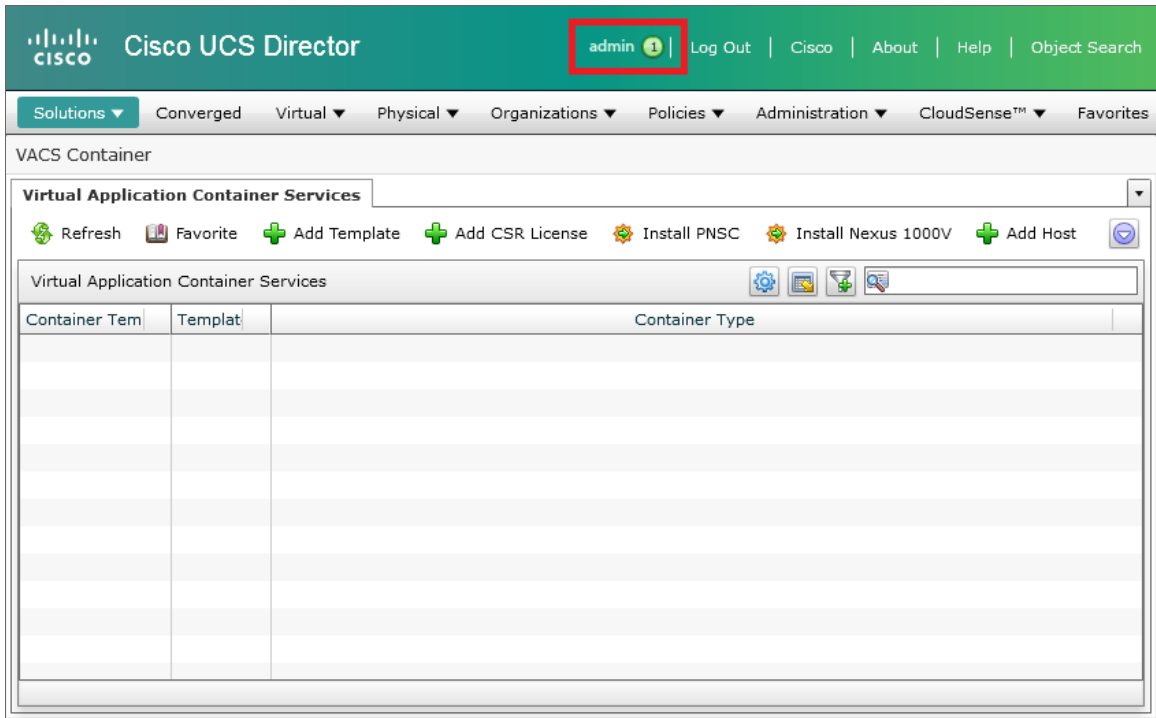 CISCO Cisco UCS Director admin 1 | Log Out | Cisco | About | Help | Object Search
Solutions ▼ Converged Virtual ▼ Physical ▼ Organizations ▼ Policies ▼ Administration ▼ CloudSense™ ▼ Favorites
VACS Container
Virtual Application Container Services
Refresh Favorite Add Template Add CSR License Install PNSC Install Nexus 1000V Add Host
Virtual Application Container Services
Container Tem Templat Container Type